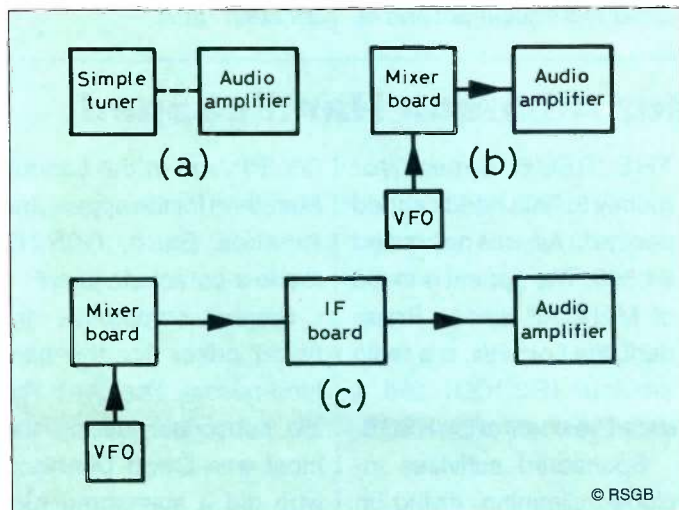 Simple
tuner
Audio
amplifier
(a)
Mixer
board
Audio
amplifier
(b)
VFO
Mixer
board
IF
board
Audio
amplifier
(c)
VFO
© RSGB